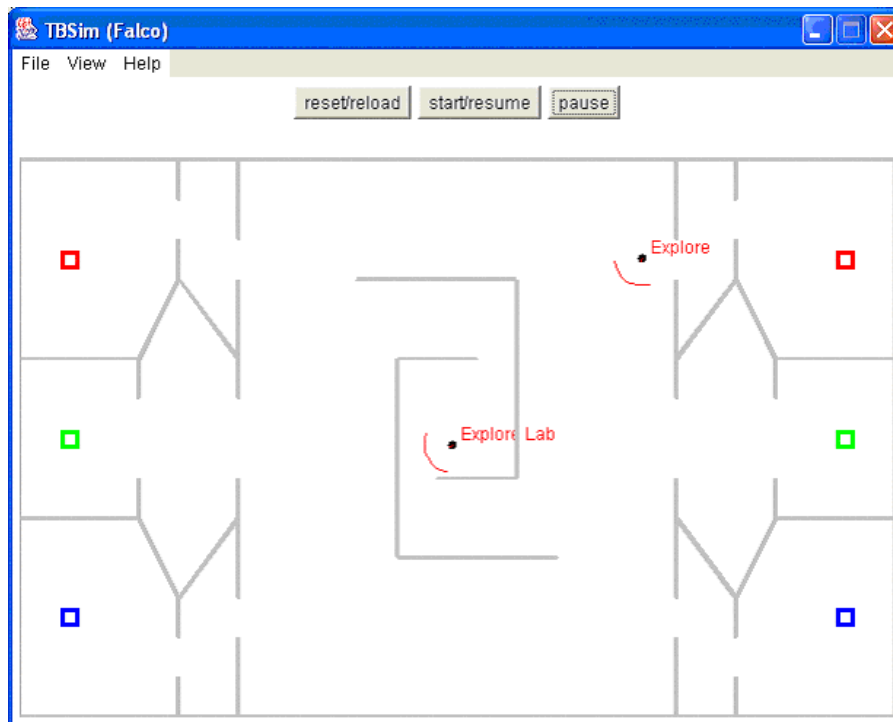 TBSim (Falco)
File View Help
reset/reload start/resume pause
Explore
Explore Lab